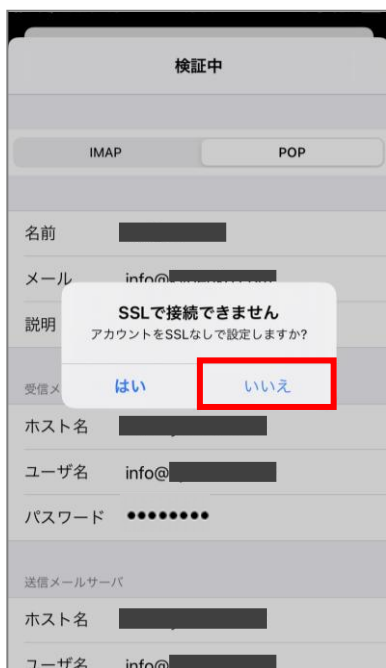 検証中
IMAP
POP
名前
メール info@
説明
SSLで接続できません
アカウントをSSLなしで設定しますか?
はい
いいえ
受信メ
ホスト名
ユーザ名 info@
パスワード ●●●●●●●●
送信メールサーバ
ホスト名
ユーザ名 info@